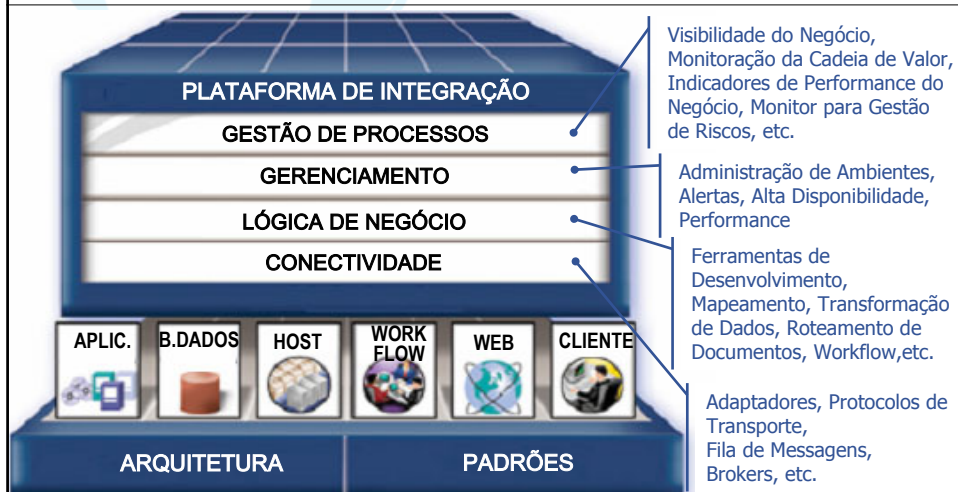 PLATAFORMA DE INTEGRAÇÃO
GESTÃO DE PROCESSOS
GERENCIAMENTO
LÓGICA DE NEGÓCIO
CONECTIVIDADE
Visibilidade do Negócio,
Monitoração da Cadeia de Valor,
Indicadores de Performance do
Negócio, Monitor para Gestão
de Riscos, etc.
Administração de Ambientes,
Alertas, Alta Disponibilidade,
Performance
Ferramentas de
Desenvolvimento,
Mapeamento, Transformação
de Dados, Roteamento de
Documentos, Workflow,etc.
Adaptadores, Protocolos de
Transporte,
Fila de Messagens,
Brokers, etc.
APLIC.
B.DADOS
HOST
WORK
FLOW
WEB
CLIENTE
ARQUITETURA
PADRÕES